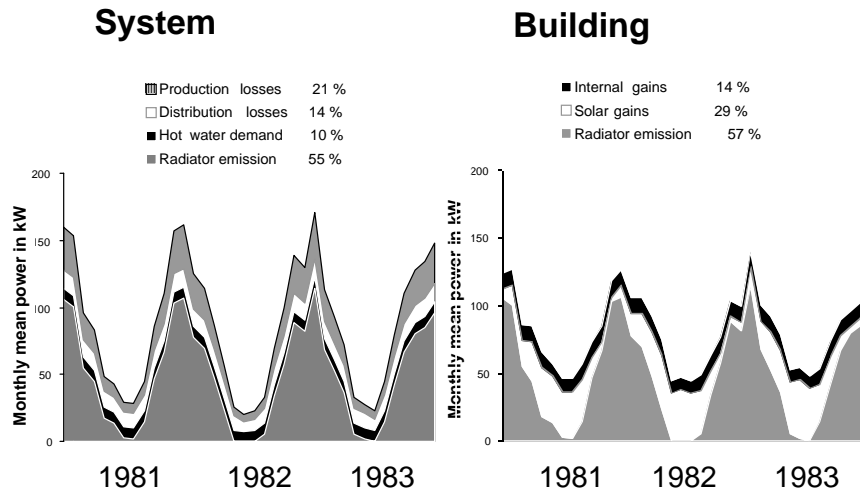 System
Production losses 21 %
Distribution losses 14 %
Hot water demand 10 %
Radiator emission 55 %
Monthly mean power in kW
200
150
100
50
0
1981 1982 1983
Building
Internal gains 14 %
Solar gains 29 %
Radiator emission 57 %
Monthly mean power in kW
200
150
100
50
0
1981 1982 1983